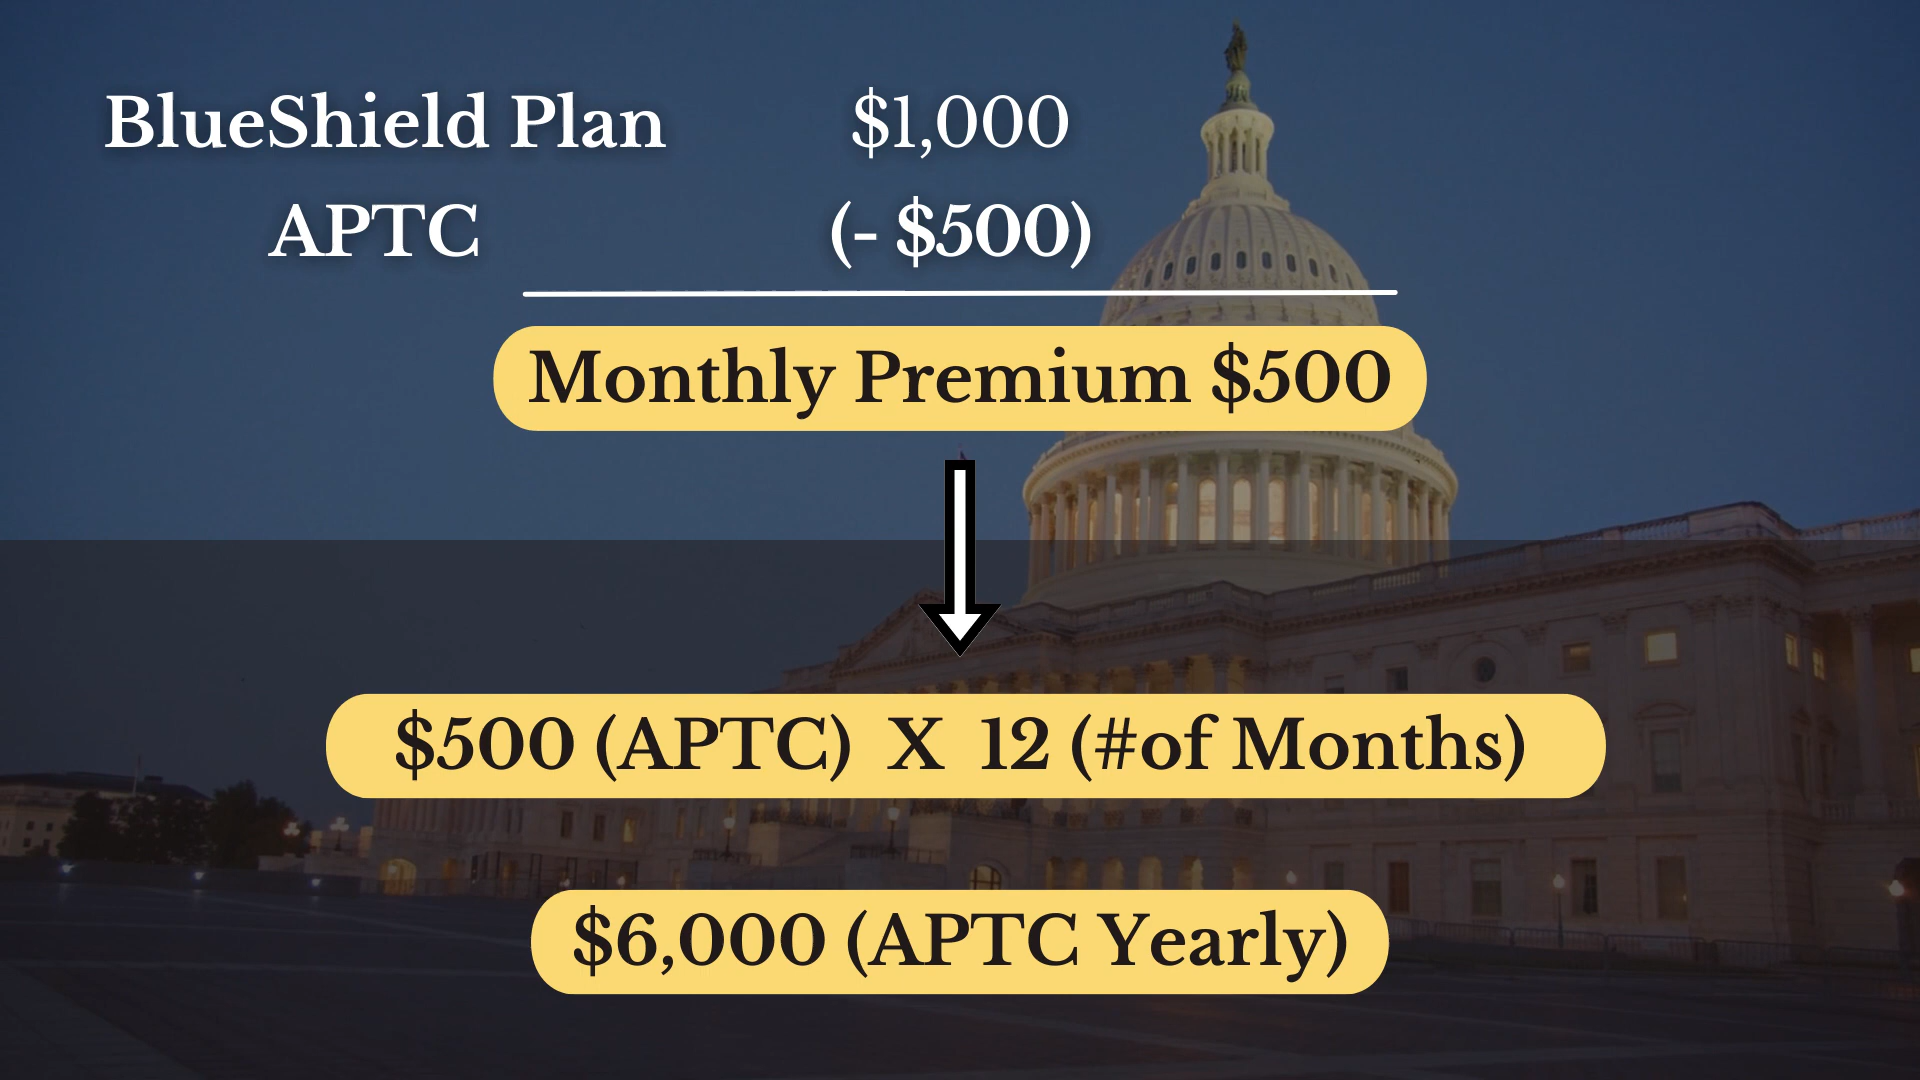 BlueShield Plan $1,000
APTC (- $500)
Monthly Premium $500
$500 (APTC) X 12 (#of Months)
$6,000 (APTC Yearly)